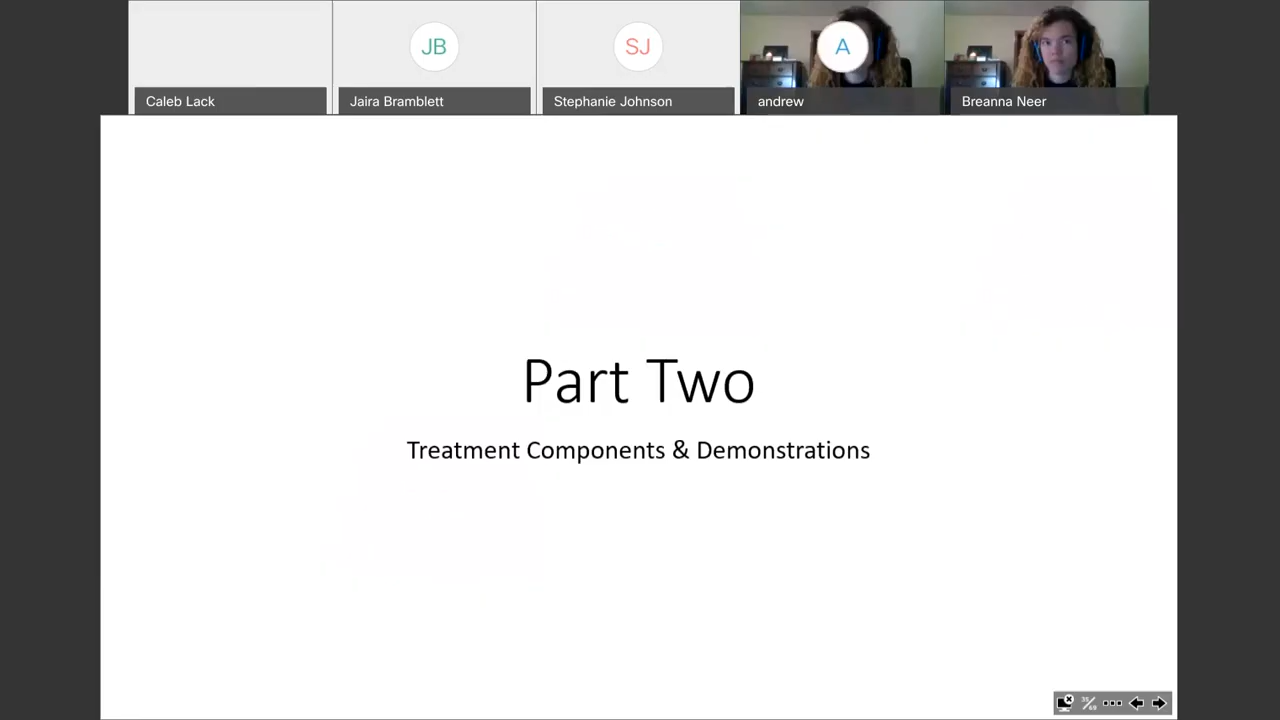 JB
SJ
A
Caleb Lack
Jaira Bramblett
Stephanie Johnson
andrew
Breanna Neer
Part Two
Treatment Components & Demonstrations